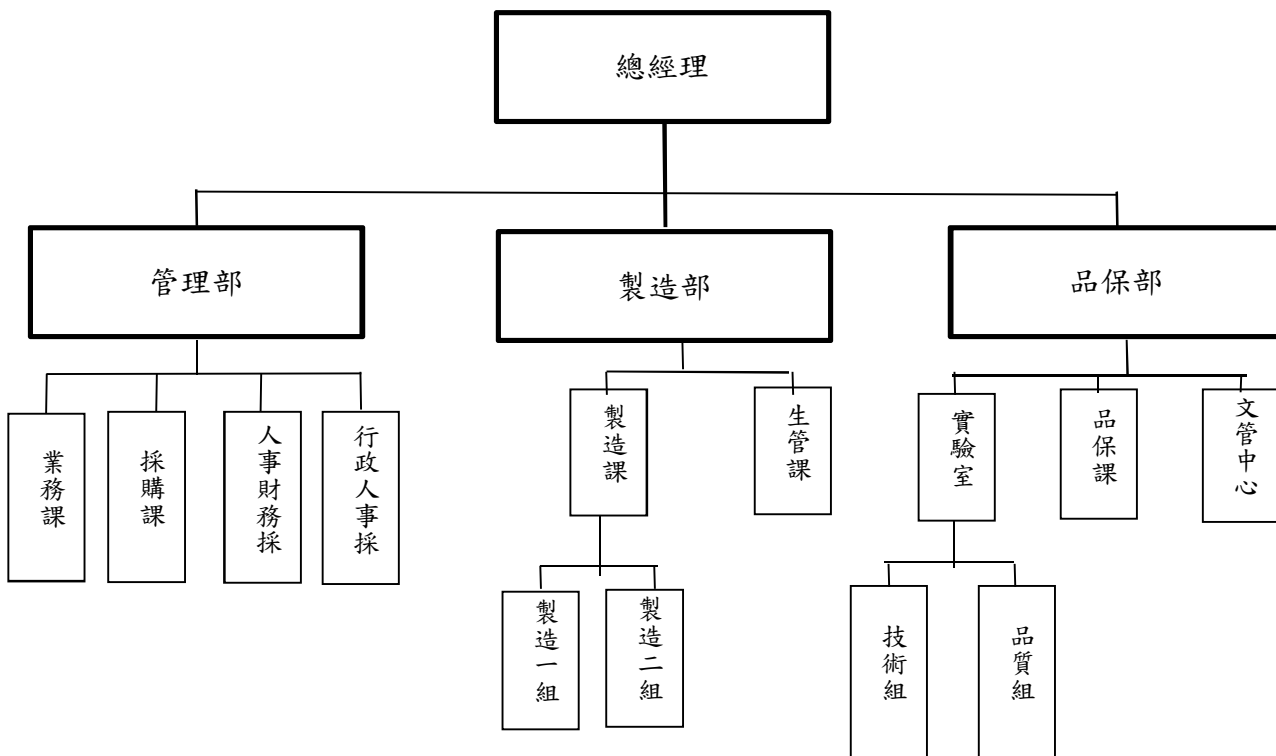 總經理
管理部
製造部
品保部
業務課
採購課
人事財務採
行政人事採
製造課
生管課
實驗室
品保課
文管中心
製造一組
製造二組
技術組
品質組